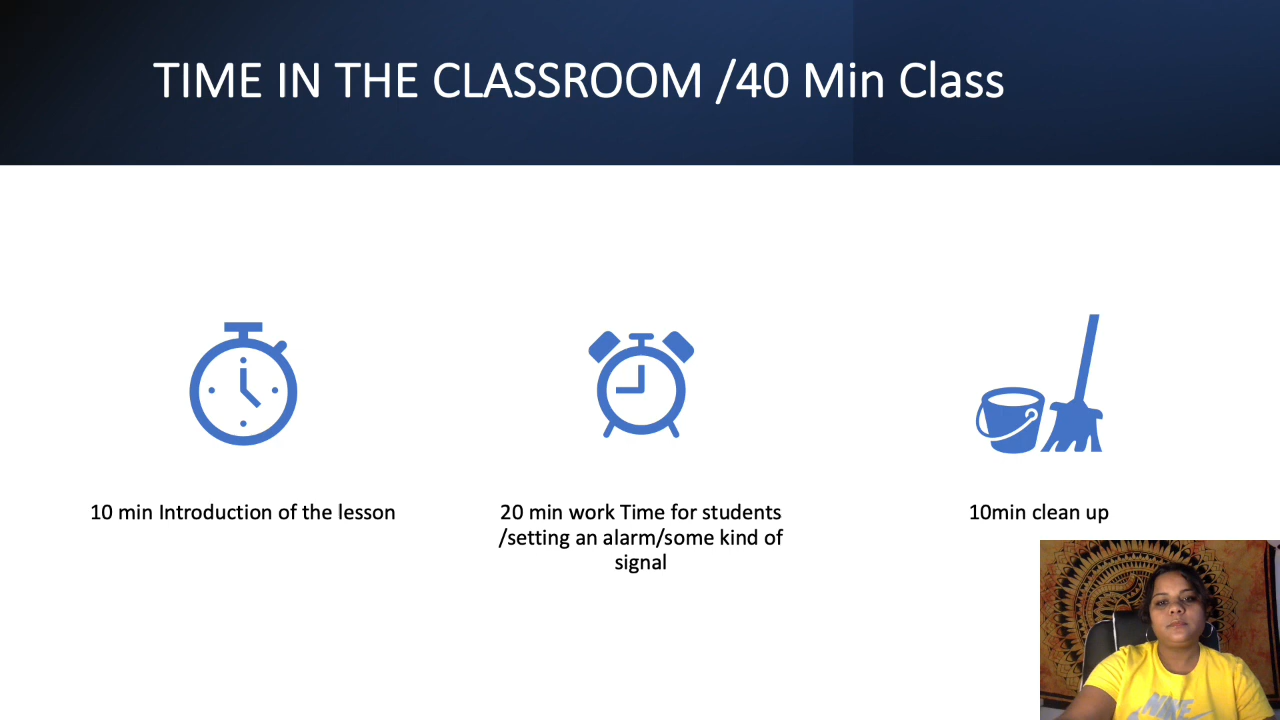 TIME IN THE CLASSROOM /40 Min Class
10 min Introduction of the lesson
20 min work Time for students
/setting an alarm/some kind of
signal
10min clean up
NIKE